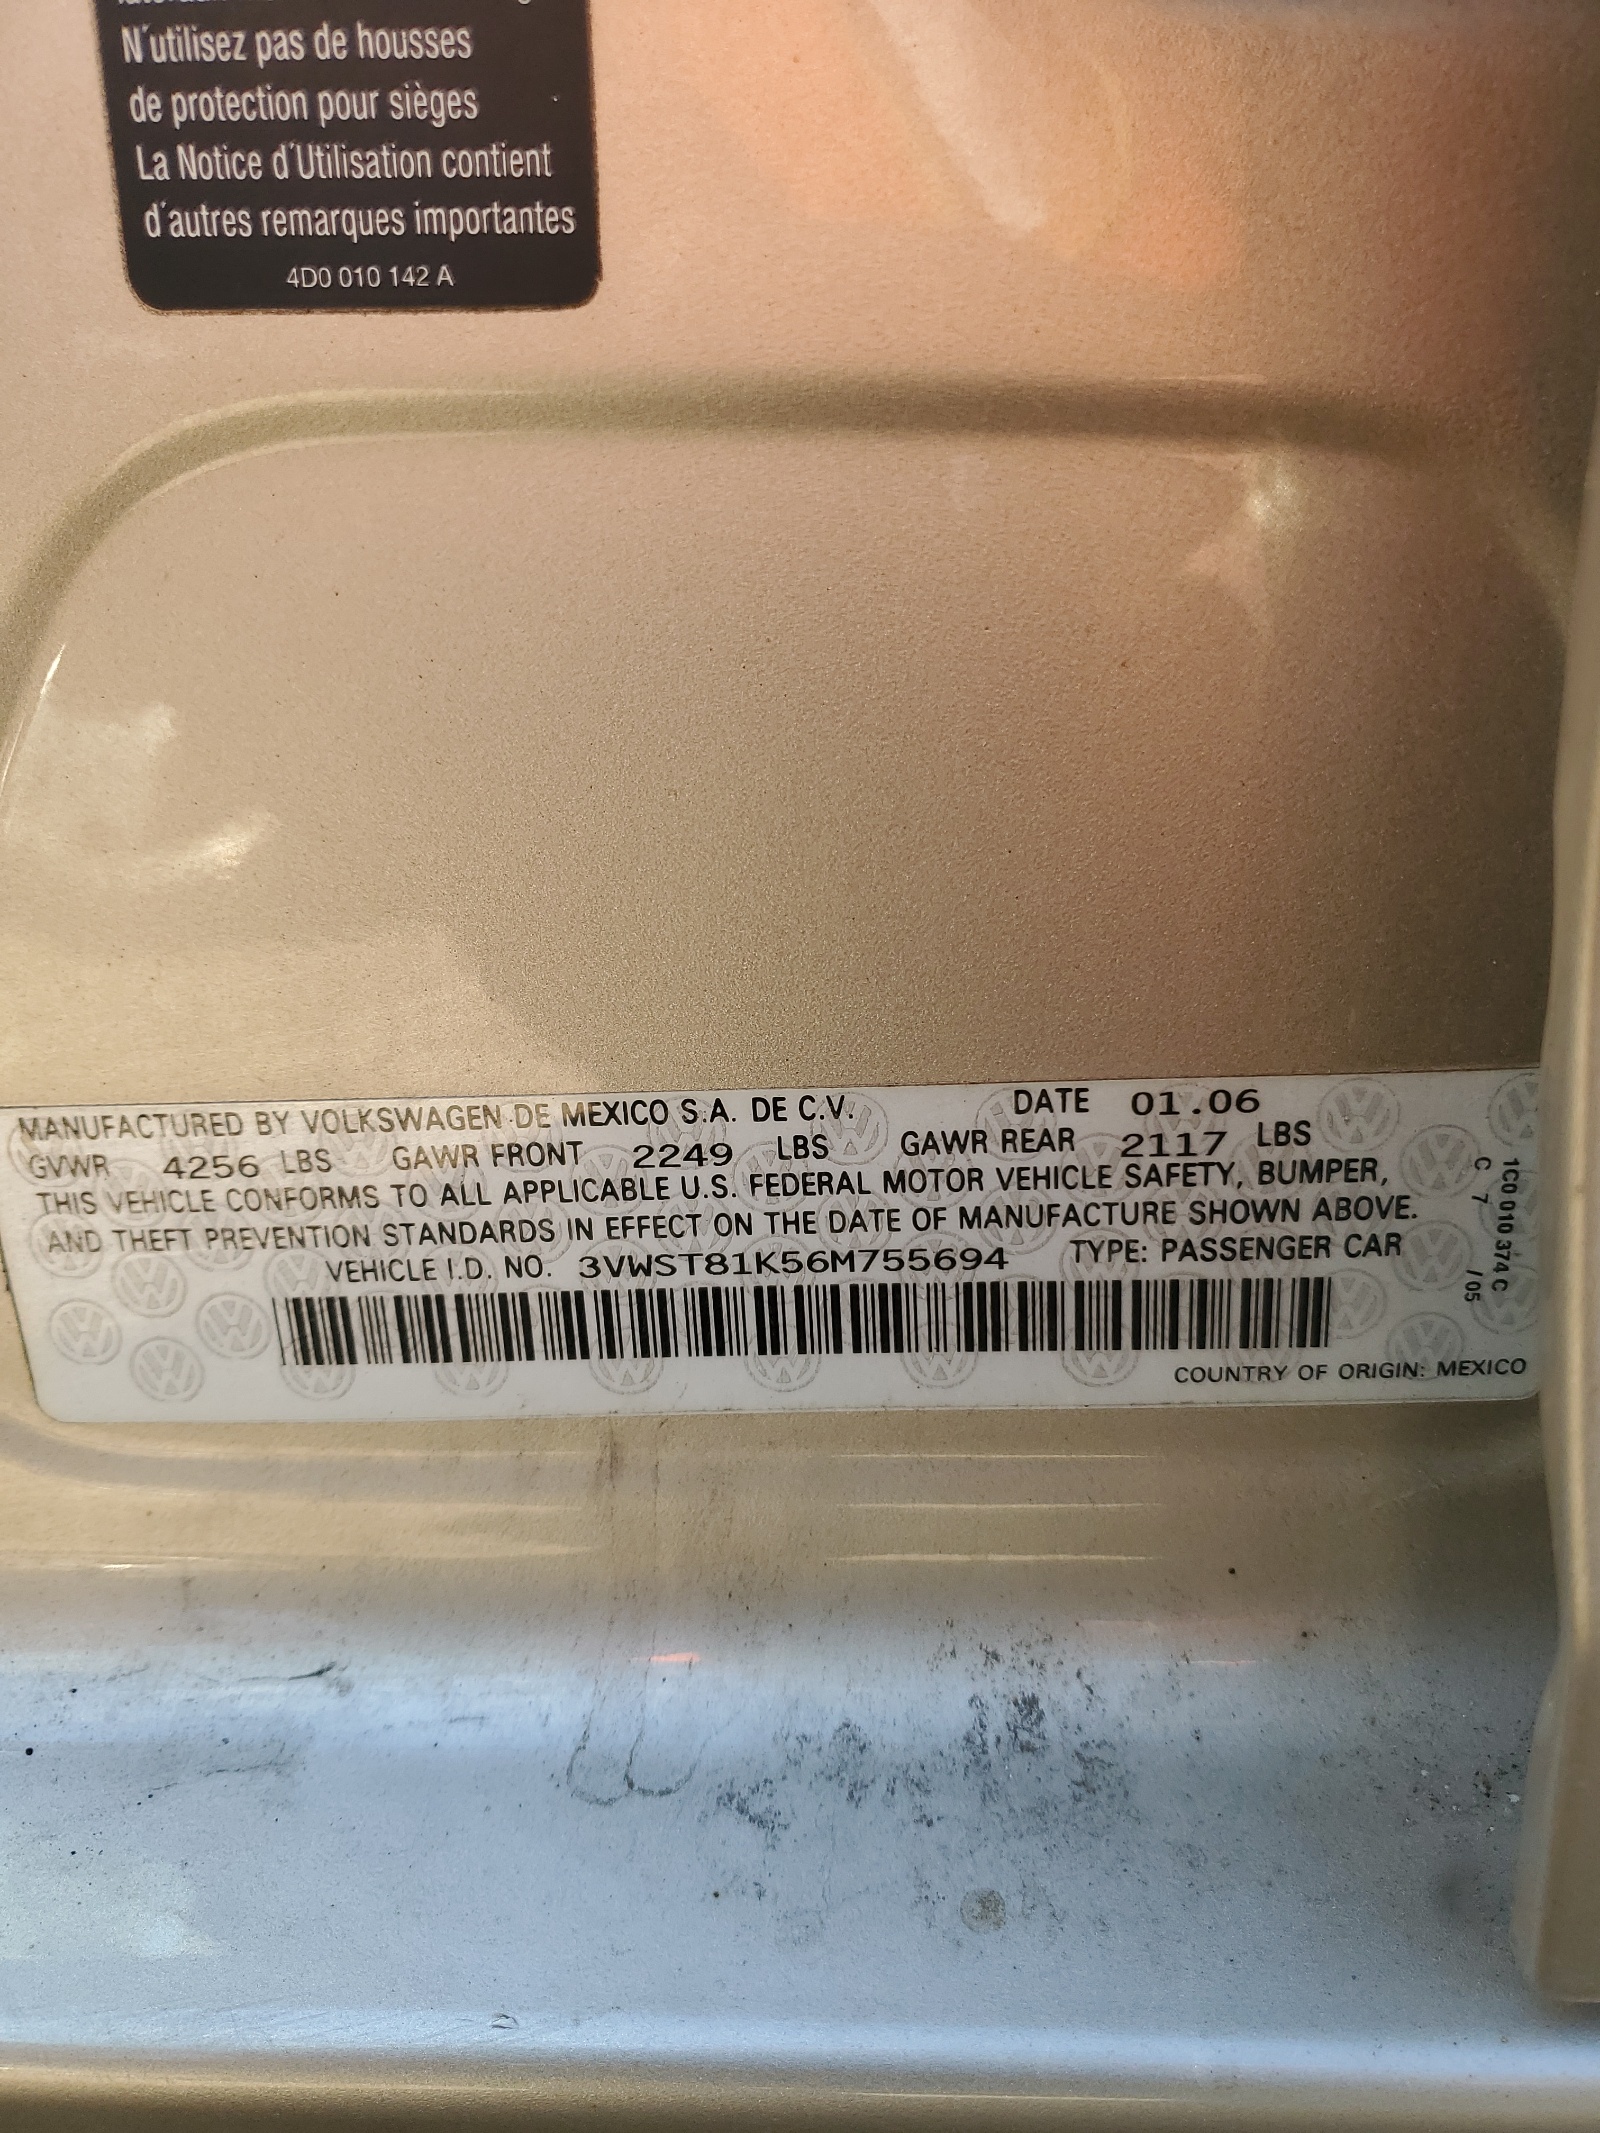 N'utilisez pas de housses
de protection pour sièges
La Notice d'Utilisation contient
d'autres remarques importantes
4D0 010 142 A
MANUFACTURED BY VOLKSWAGEN DE MEXICO S.A. DE C.V. DATE 01.06
GVWR 4256 LBS GAWR FRONT 2249 LBS GAWR REAR 2117 LBS
THIS VEHICLE CONFORMS TO ALL APPLICABLE U.S. FEDERAL MOTOR VEHICLE SAFETY, BUMPER,
AND THEFT PREVENTION STANDARDS IN EFFECT ON THE DATE OF MANUFACTURE SHOWN ABOVE.
VEHICLE I.D. NO. 3VWST81K56M755694 TYPE: PASSENGER CAR
COUNTRY OF ORIGIN: MEXICO
1C0 010 374 C
C 7 /05